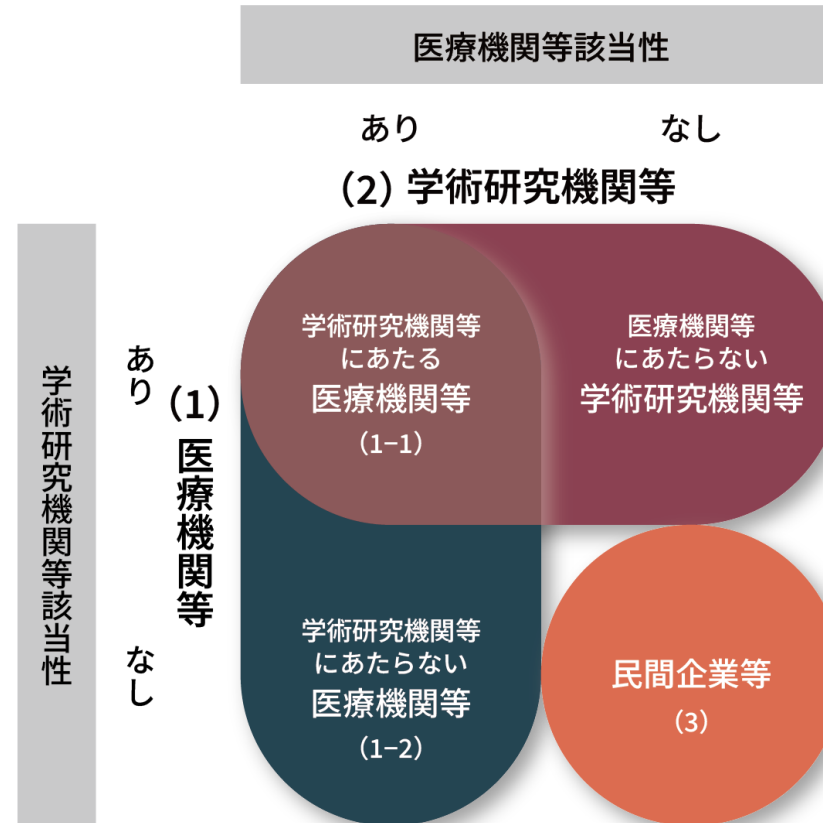 医療機関等該当性
あり
なし
(2) 学術研究機関等
学術研究機関等該当性
あり
なし
(1)
医療機関等
学術研究機関等
にあたる
医療機関等
(1−1)
医療機関等
にあたらない
学術研究機関等
学術研究機関等
にあたらない
医療機関等
(1−2)
民間企業等
(3)